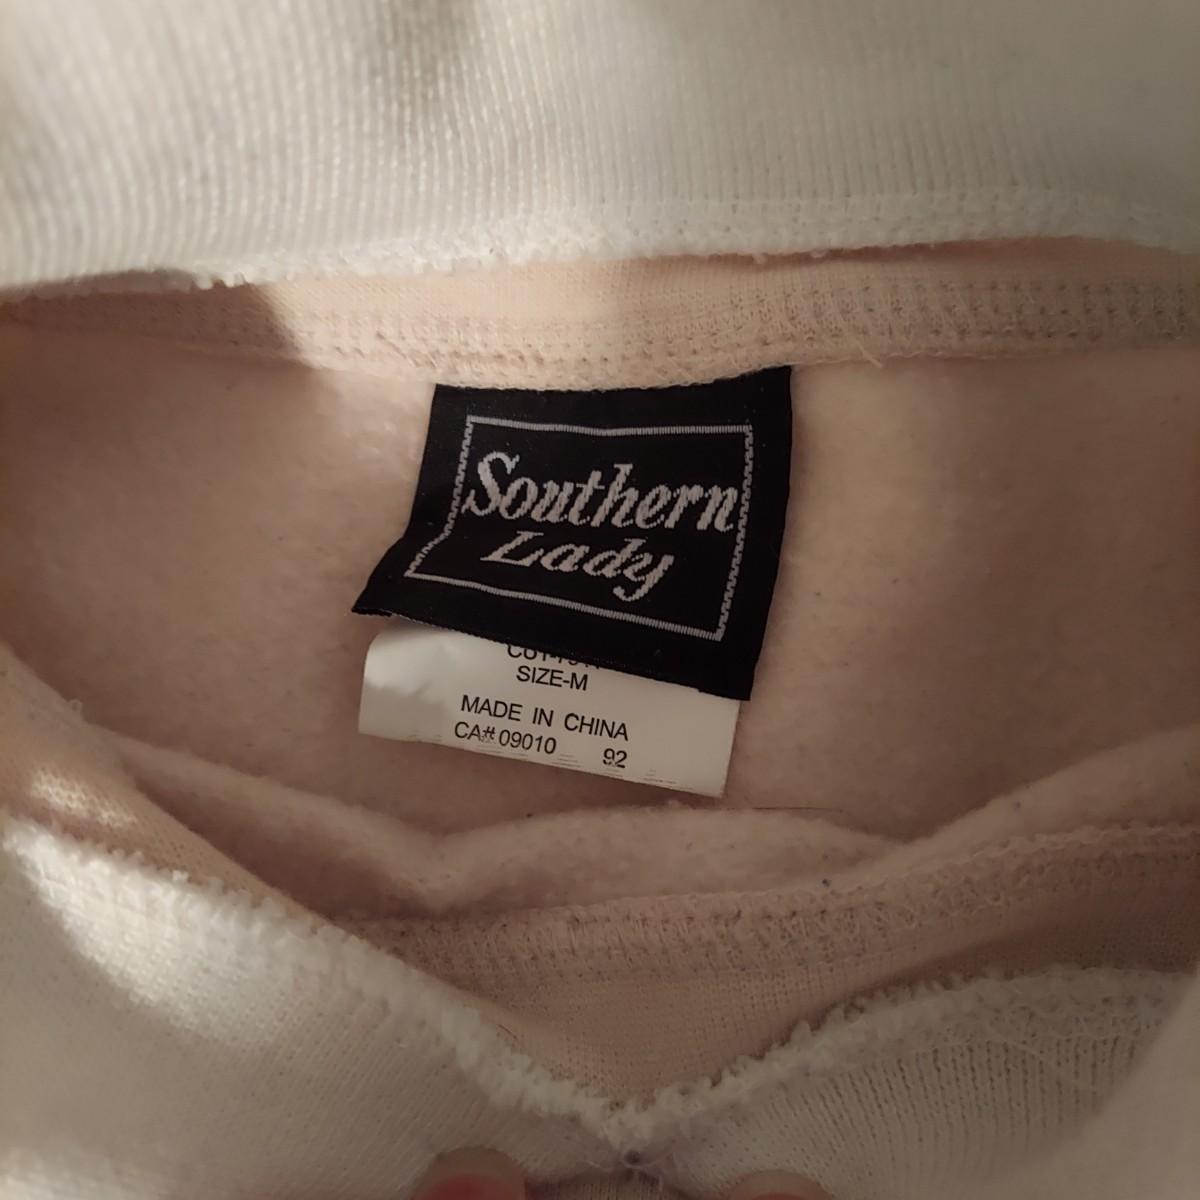 Southern
Lady
SIZE-M
MADE IN CHINA
CA# 09010 92